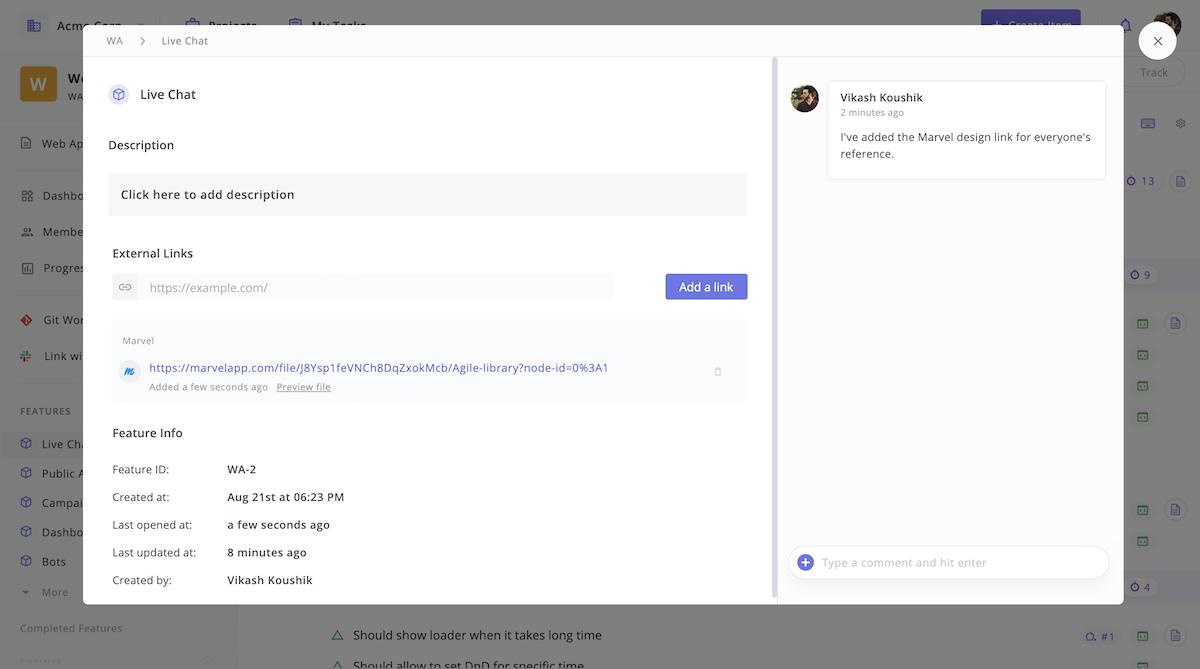 Acme Corp
Projects
My Tasks
Create Item
WA
Live Chat
W
WA
Track
Live Chat
Description
Click here to add description
External Links
https://example.com/
Add a link
Marvel
https://marvelapp.com/file/J8Ysp1feVNCh8DqZxokMcb/Agile-library?node-id=0%3A1
Added a few seconds ago Preview file
Feature Info
Feature ID: WA-2
Created at: Aug 21st at 06:23 PM
Last opened at: a few seconds ago
Last updated at: 8 minutes ago
Created by: Vikash Koushik
Vikash Koushik
2 minutes ago
I've added the Marvel design link for everyone's
reference.
Type a comment and hit enter
Web Ap
Dashbo
Membe
Progres
Git Wor
Link wi
FEATURES
Live Cha
Public A
Campai
Dashbo
Bots
More
Completed Features
13
9
4
Should show loader when it takes long time
#1
Should allow to set DnD for specific time